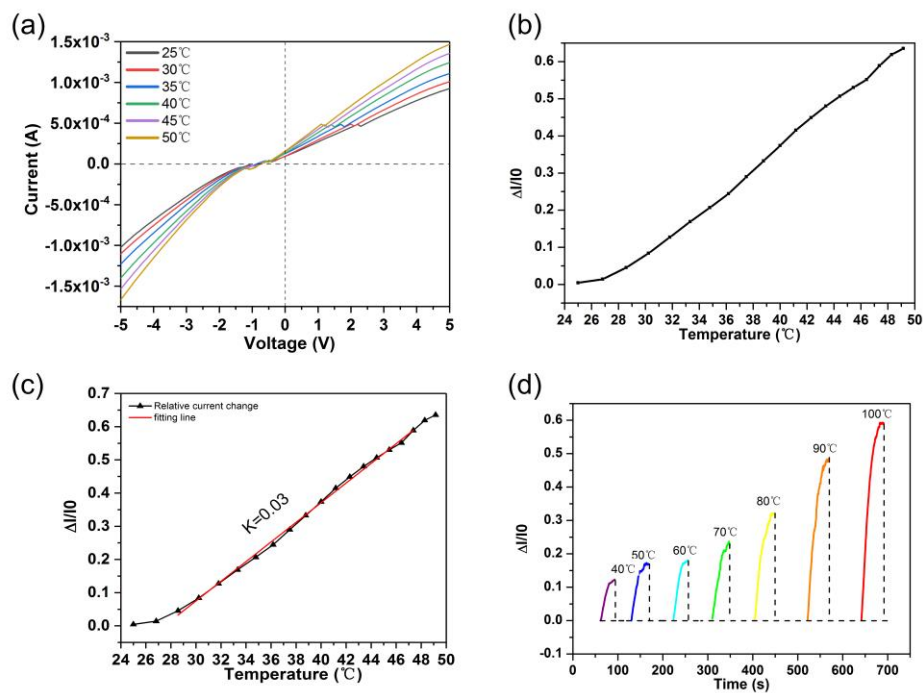 (a)
1.5x10⁻³
1.0x10⁻³
5.0x10⁻⁴
0.0
-5.0x10⁻⁴
-1.0x10⁻³
-1.5x10⁻³
Current (A)
25℃
30℃
35℃
40℃
45℃
50℃
-5 -4 -3 -2 -1 0 1 2 3 4 5
Voltage (V)
(b)
0.6
0.5
0.4
0.3
0.2
0.1
0.0
ΔI/I0
24 26 28 30 32 34 36 38 40 42 44 46 48 50
Temperature (℃)
(c)
0.7
0.6
0.5
0.4
0.3
0.2
0.1
0.0
ΔI/I0
Relative current change
fitting line
K=0.03
24 26 28 30 32 34 36 38 40 42 44 46 48 50
Temperature (℃)
(d)
0.6
0.5
0.4
0.3
0.2
0.1
0.0
-0.1
ΔI/I0
40℃
50℃
60℃
70℃
80℃
90℃
100℃
0 100 200 300 400 500 600 700
Time (s)